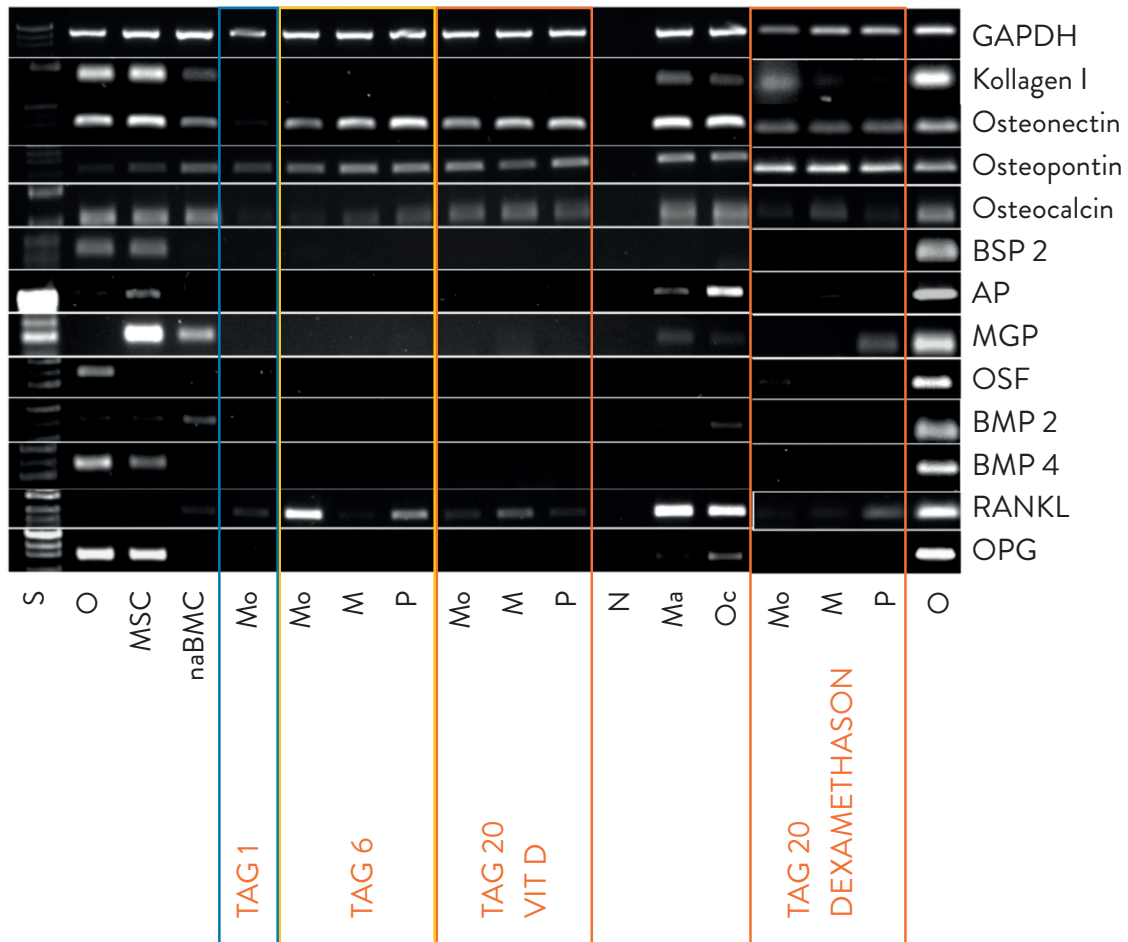 GAPDH
Kollagen I
Osteonectin
Osteopontin
Osteocalcin
BSP 2
AP
MGP
OSF
BMP 2
BMP 4
RANKL
OPG
S
O
MSC
naBMC
Mo
Mo
M
P
Mo
M
P
N
Ma
Oc
Mo
M
P
O
TAG 1
TAG 6
TAG 20
VIT D
TAG 20
DEXAMETHASON